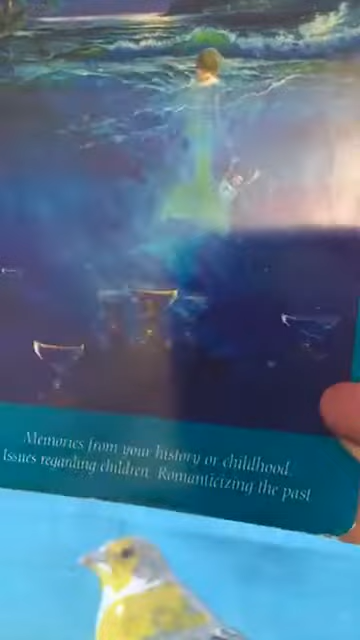 Memories from your history or childhood.
Issues regarding children. Romanticizing the past